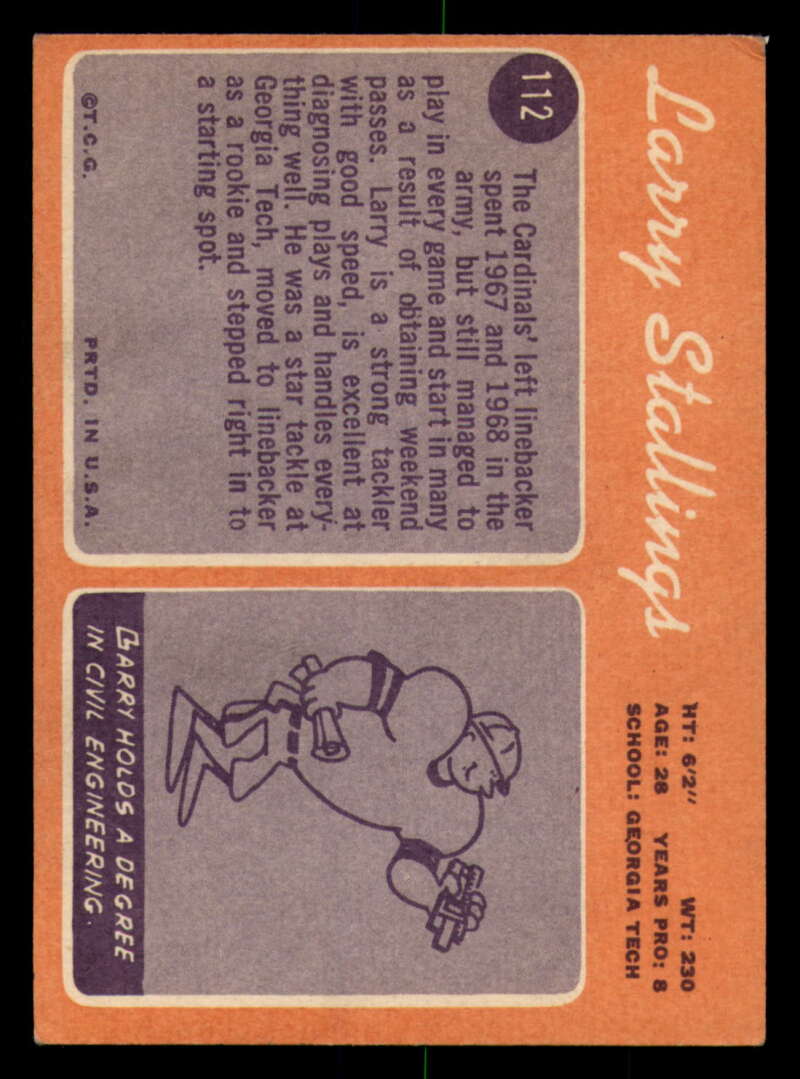 Larry Stallings
HT: 6'2" WT: 230
AGE: 28 YEARS PRO: 8
SCHOOL: GEORGIA TECH
112
The Cardinals' left linebacker
spent 1967 and 1968 in the
army, but still managed to
play in every game and start in many
as a result of obtaining weekend
passes. Larry is a strong tackler
with good speed, is excellent at
diagnosing plays and handles every-
thing well. He was a star tackle at
Georgia Tech, moved to linebacker
as a rookie and stepped right in to
a starting spot.
©T.C.G. PRTD. IN U.S.A.
LARRY HOLDS A DEGREE
IN CIVIL ENGINEERING.